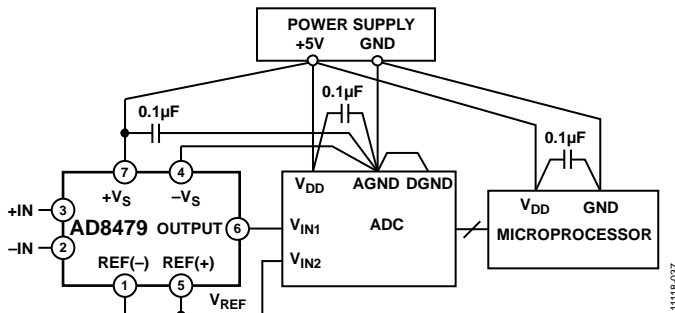 POWER SUPPLY
+5V GND
0.1µF
0.1µF
0.1µF
7 4
+VS –VS
VDD AGND DGND
VDD GND
+IN 3
AD8479 OUTPUT 6
VIN1 ADC
MICROPROCESSOR
–IN 2
VIN2
REF(–) REF(+)
1 5
VREF
11118-037